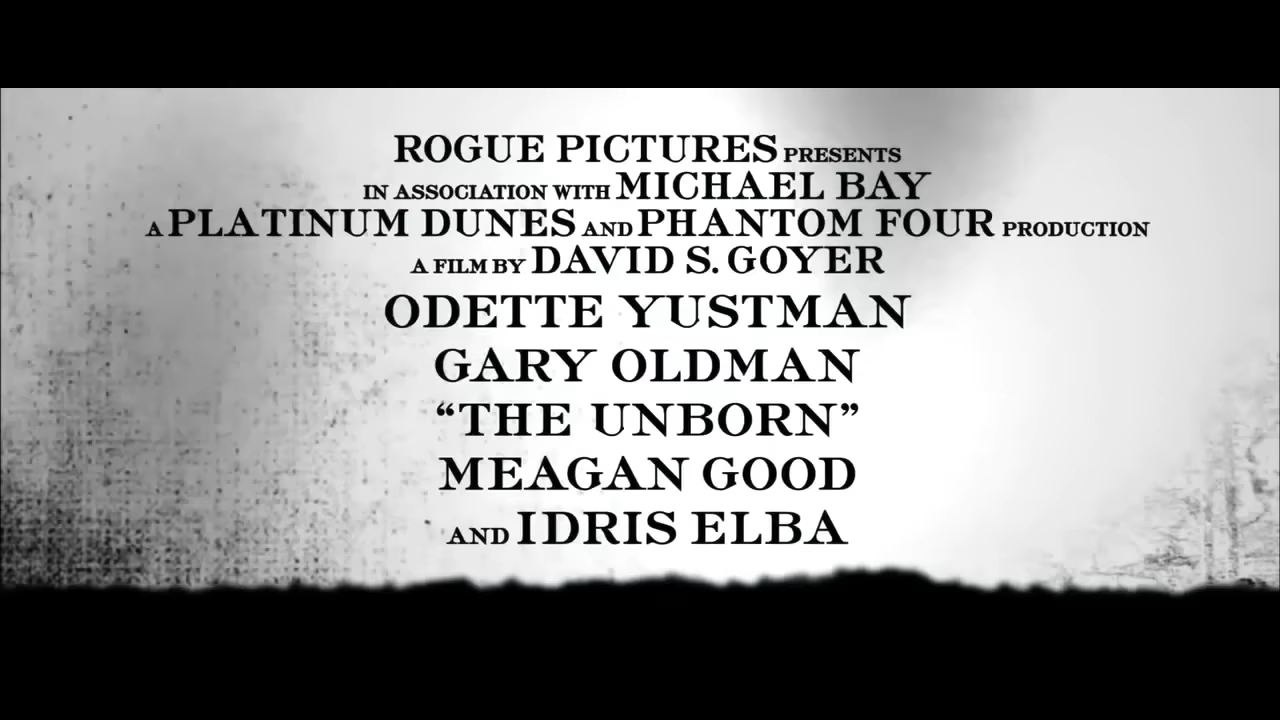 ROGUE PICTURES PRESENTS
IN ASSOCIATION WITH MICHAEL BAY
A PLATINUM DUNES AND PHANTOM FOUR PRODUCTION
A FILM BY DAVID S. GOYER
ODETTE YUSTMAN
GARY OLDMAN
“THE UNBORN”
MEAGAN GOOD
AND IDRIS ELBA